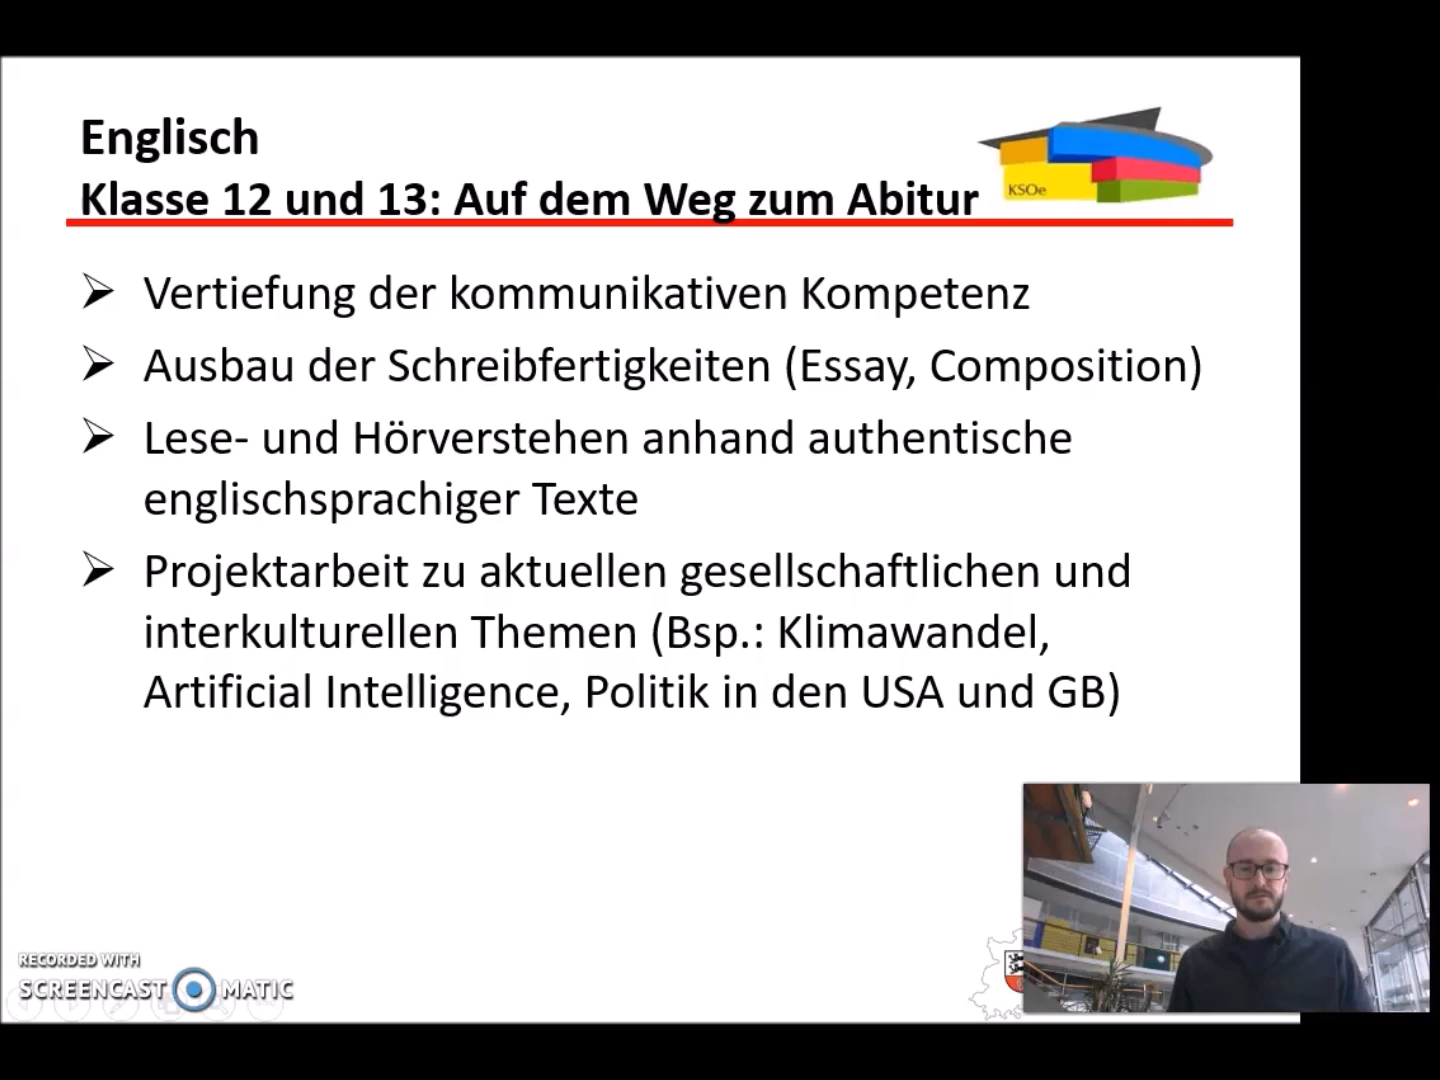 Englisch
Klasse 12 und 13: Auf dem Weg zum Abitur
KSOe
➢ Vertiefung der kommunikativen Kompetenz
➢ Ausbau der Schreibfertigkeiten (Essay, Composition)
➢ Lese- und Hörverstehen anhand authentische
englischsprachiger Texte
➢ Projektarbeit zu aktuellen gesellschaftlichen und
interkulturellen Themen (Bsp.: Klimawandel,
Artificial Intelligence, Politik in den USA und GB)
RECORDED WITH
SCREENCAST MATIC